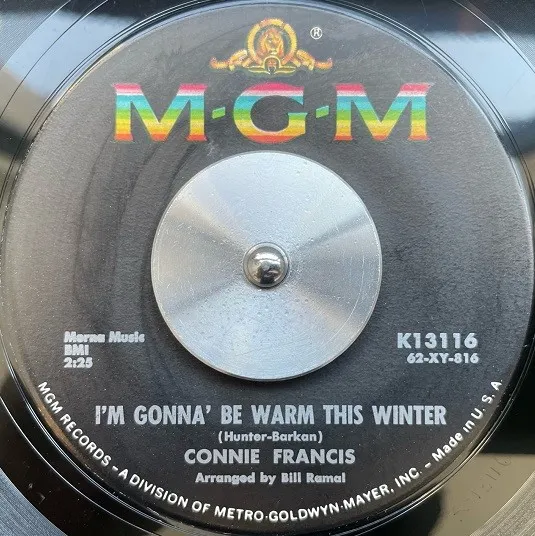 ®
M·G·M
Merna Music
BMI
2:25
K13116
62-XY-816
I'M GONNA' BE WARM THIS WINTER
(Hunter-Barkan)
CONNIE FRANCIS
Arranged by Bill Ramal
MGM RECORDS – A DIVISION OF METRO-GOLDWYN-MAYER, INC. – Made in U. S. A.